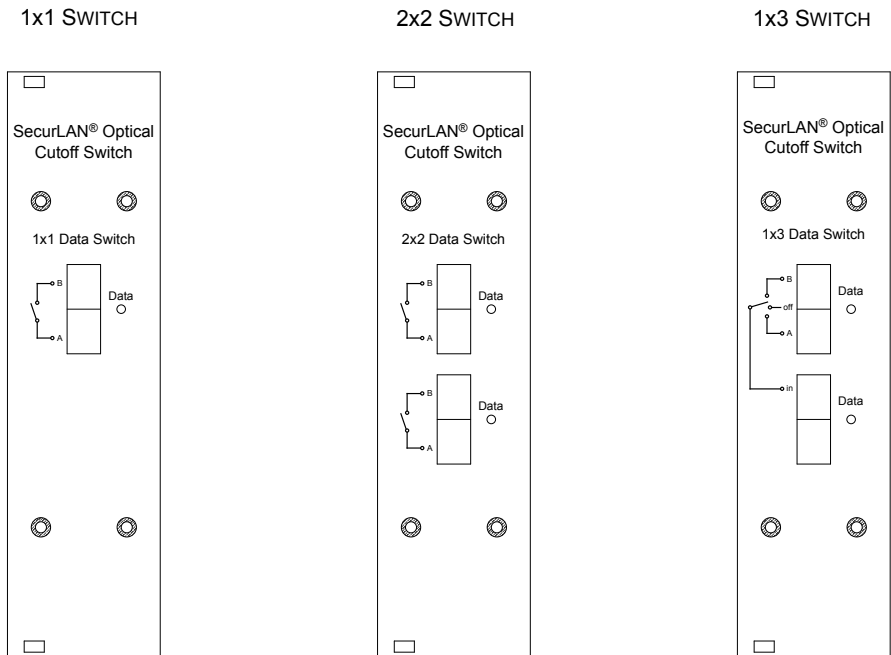 1x1 SWITCH
2x2 SWITCH
1x3 SWITCH
SecurLAN® Optical
Cutoff Switch
1x1 Data Switch
B
Data
A
SecurLAN® Optical
Cutoff Switch
2x2 Data Switch
B
Data
A
B
Data
A
SecurLAN® Optical
Cutoff Switch
1x3 Data Switch
B
Data
off
A
in
Data